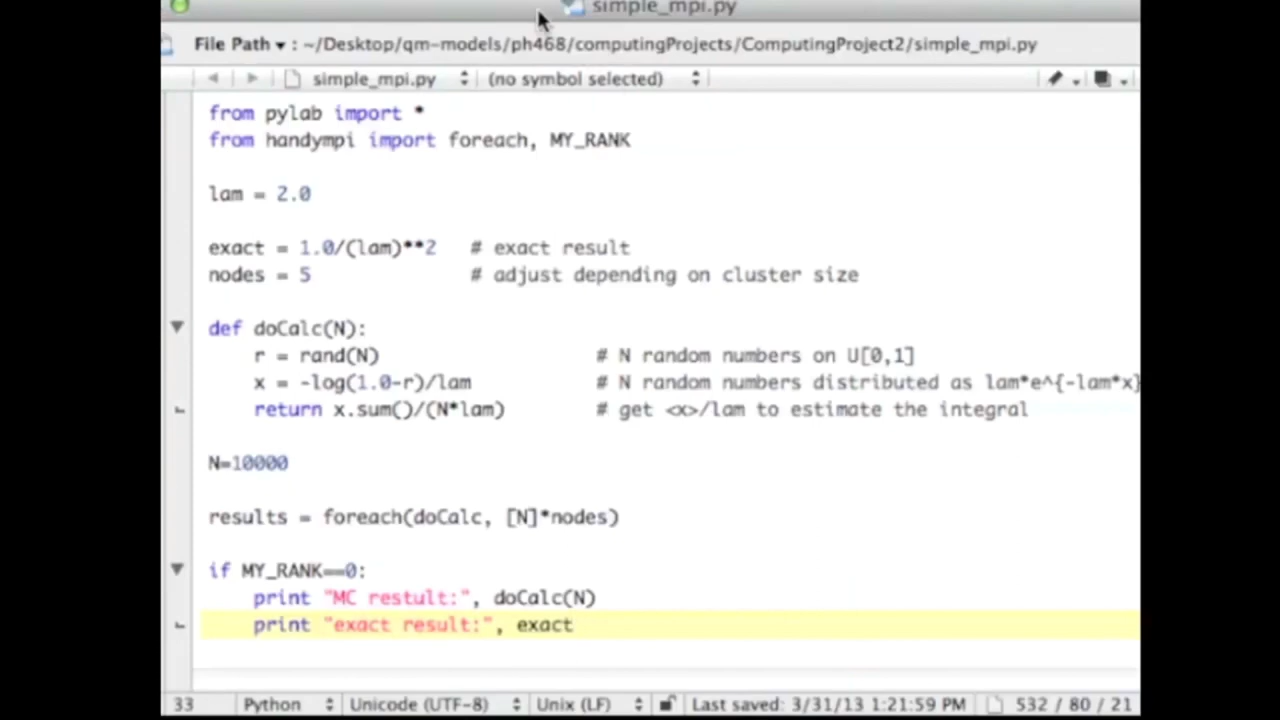 simple_mpi.py
File Path ▾ : ~/Desktop/qm-models/ph468/computingProjects/ComputingProject2/simple_mpi.py
simple_mpi.py (no symbol selected)
from pylab import *
from handympi import foreach, MY_RANK
lam = 2.0
exact = 1.0/(lam)**2 # exact result
nodes = 5 # adjust depending on cluster size
def doCalc(N):
r = rand(N) # N random numbers on U[0,1]
x = -log(1.0-r)/lam # N random numbers distributed as lam*e^{-lam*x}
return x.sum()/(N*lam) # get <x>/lam to estimate the integral
N=10000
results = foreach(doCalc, [N]*nodes)
if MY_RANK==0:
print "MC restult:", doCalc(N)
print "exact result:", exact
33 Python Unicode (UTF-8) Unix (LF) Last saved: 3/31/13 1:21:59 PM 532 / 80 / 21